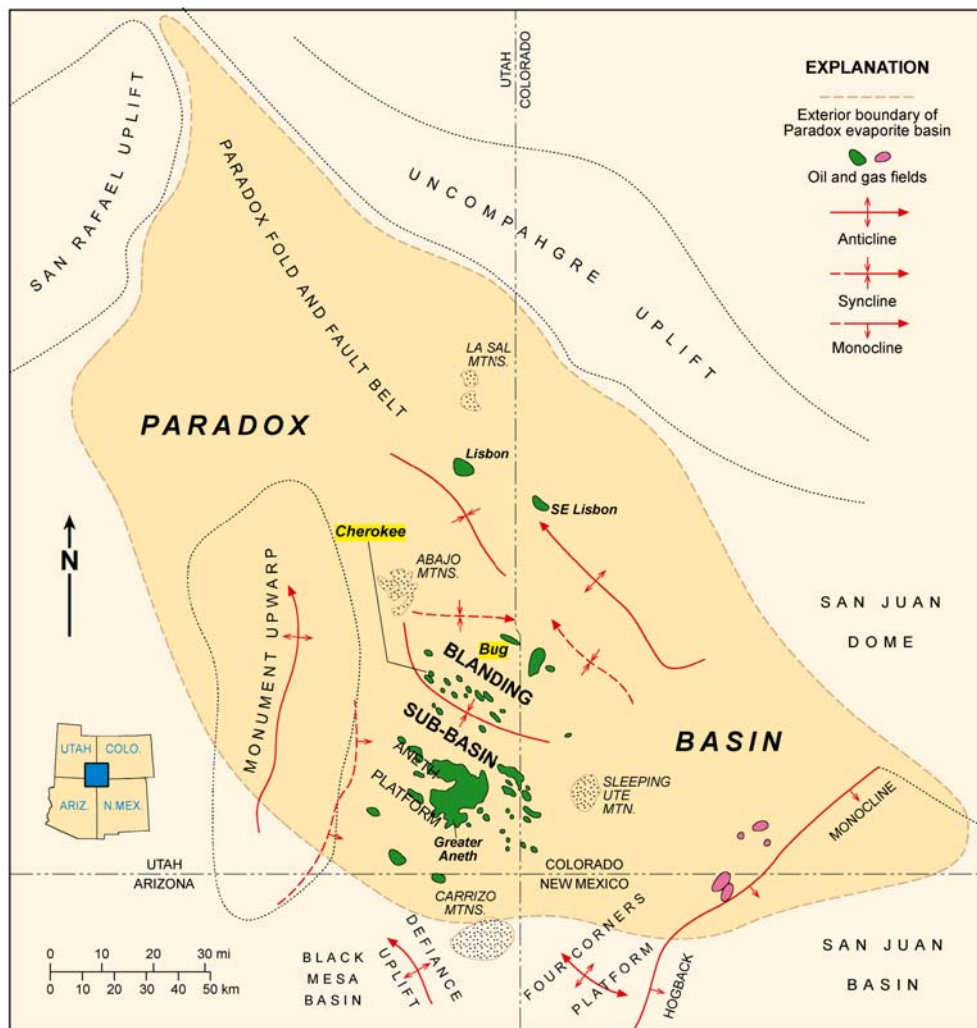 UTAH
COLORADO
EXPLANATION
Exterior boundary of
Paradox evaporite basin
Oil and gas fields
Anticline
Syncline
Monocline
SAN RAFAEL UPLIFT
PARADOX FOLD AND FAULT BELT
UNCOMPAHGRE UPLIFT
LA SAL
MTNS.
PARADOX
Lisbon
SE Lisbon
Cherokee
N
ABAJO
MTNS.
SAN JUAN
DOME
MONUMENT UPWARP
Bug
BLANDING
SUB-BASIN
BASIN
UTAH
COLO.
ARIZ.
N.MEX.
ANETH
PLATFORM
SLEEPING
UTE
MTN.
MONOCLINE
Greater
Aneth
UTAH
ARIZONA
COLORADO
NEW MEXICO
CARRIZO
MTNS.
0 10 20 30 mi
0 10 20 30 40 50 km
BLACK
MESA
BASIN
DEFIANCE
UPLIFT
FOUR CORNERS
PLATFORM
HOGBACK
SAN JUAN
BASIN